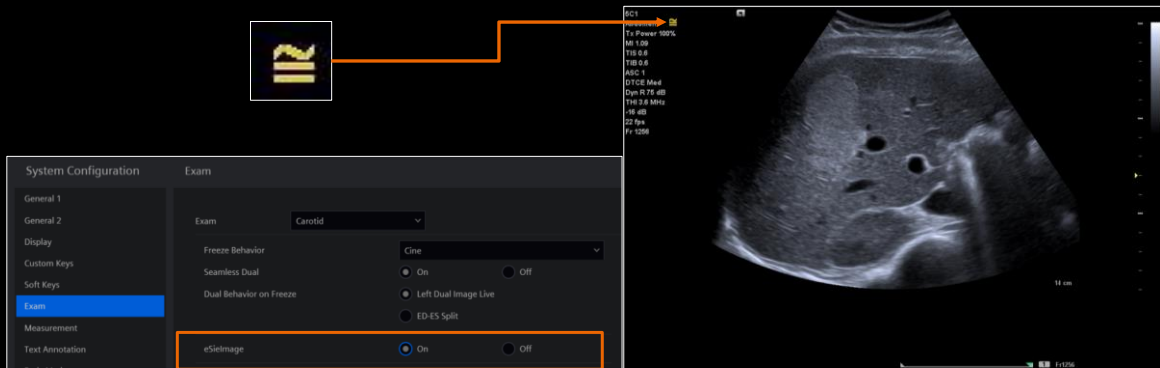 ≅
6C1
≅
Tx Power 100%
MI 1.09
TIS 0.6
TIB 0.6
ASC 1
DTCE Med
Dyn R 75 dB
THI 3.6 MHz
-16 dB
22 fps
Fr 1256
14 cm
1 Fr1256
System Configuration
General 1
General 2
Display
Custom Keys
Soft Keys
Exam
Measurement
Text Annotation
Exam
Exam Carotid
Freeze Behavior Cine
Seamless Dual On Off
Dual Behavior on Freeze Left Dual Image Live
ED-ES Split
eSieImage On Off